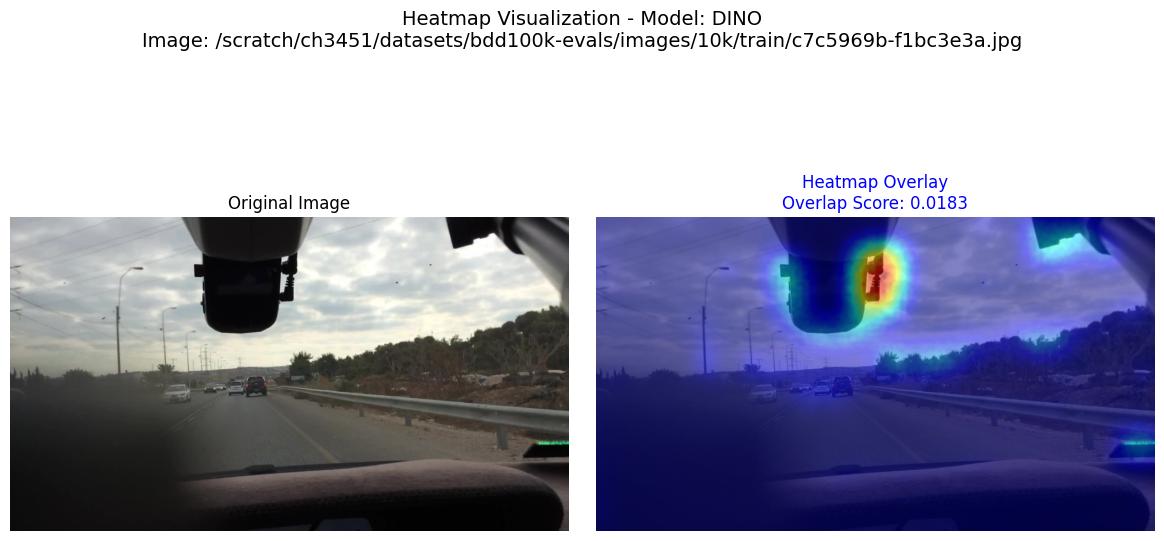 Heatmap Visualization - Model: DINO
Image: /scratch/ch3451/datasets/bdd100k-evals/images/10k/train/c7c5969b-f1bc3e3a.jpg
Original Image
Heatmap Overlay
Overlap Score: 0.0183